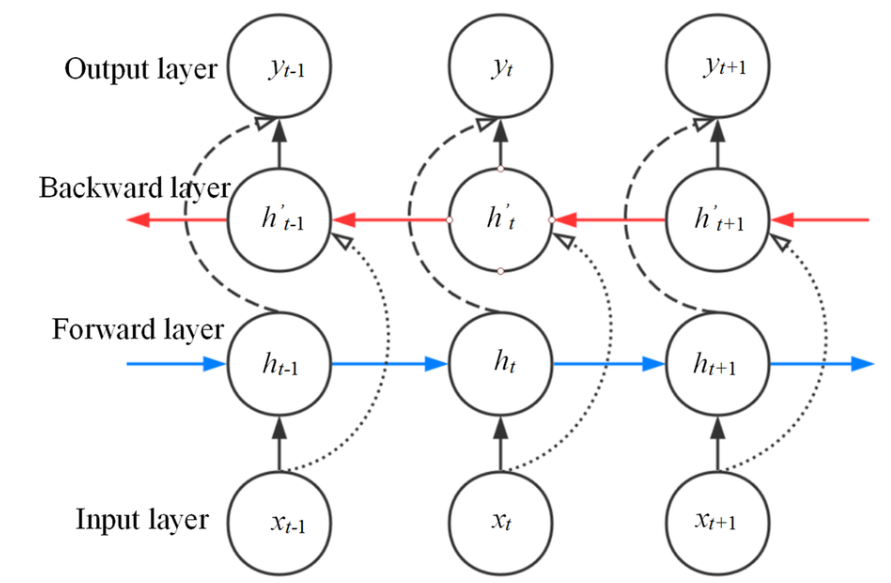 Output layer yt-1 yt yt+1
Backward layer h't-1 h't h't+1
Forward layer ht-1 ht ht+1
Input layer xt-1 xt xt+1